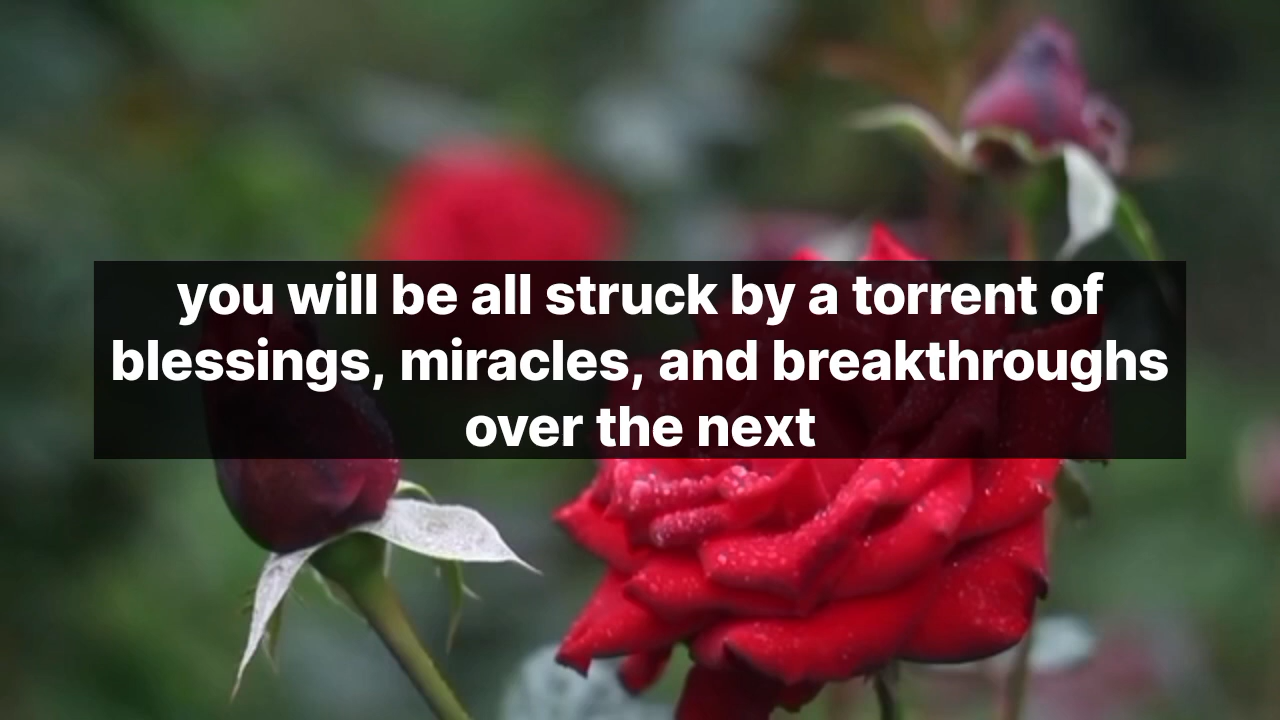 you will be all struck by a torrent of
blessings, miracles, and breakthroughs
over the next